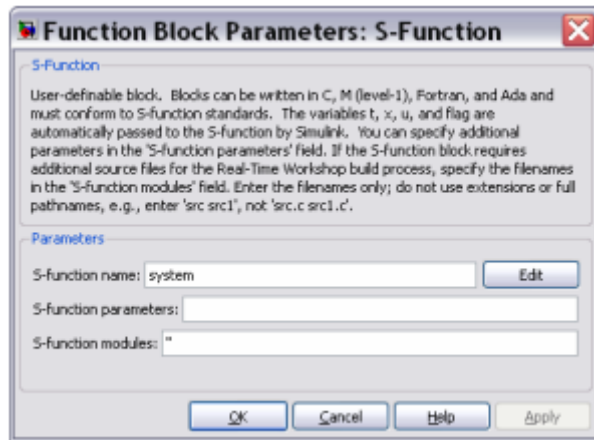 Function Block Parameters: S-Function
S-Function
User-definable block. Blocks can be written in C, M (level-1), Fortran, and Ada and
must conform to S-function standards. The variables t, x, u, and flag are
automatically passed to the S-function by Simulink. You can specify additional
parameters in the 'S-function parameters' field. If the S-function block requires
additional source files for the Real-Time Workshop build process, specify the filenames
in the 'S-function modules' field. Enter the filenames only; do not use extensions or full
pathnames, e.g., enter 'src src1', not 'src.c src1.c'.
Parameters
S-function name: system Edit
S-function parameters:
S-function modules: ''
OK Cancel Help Apply